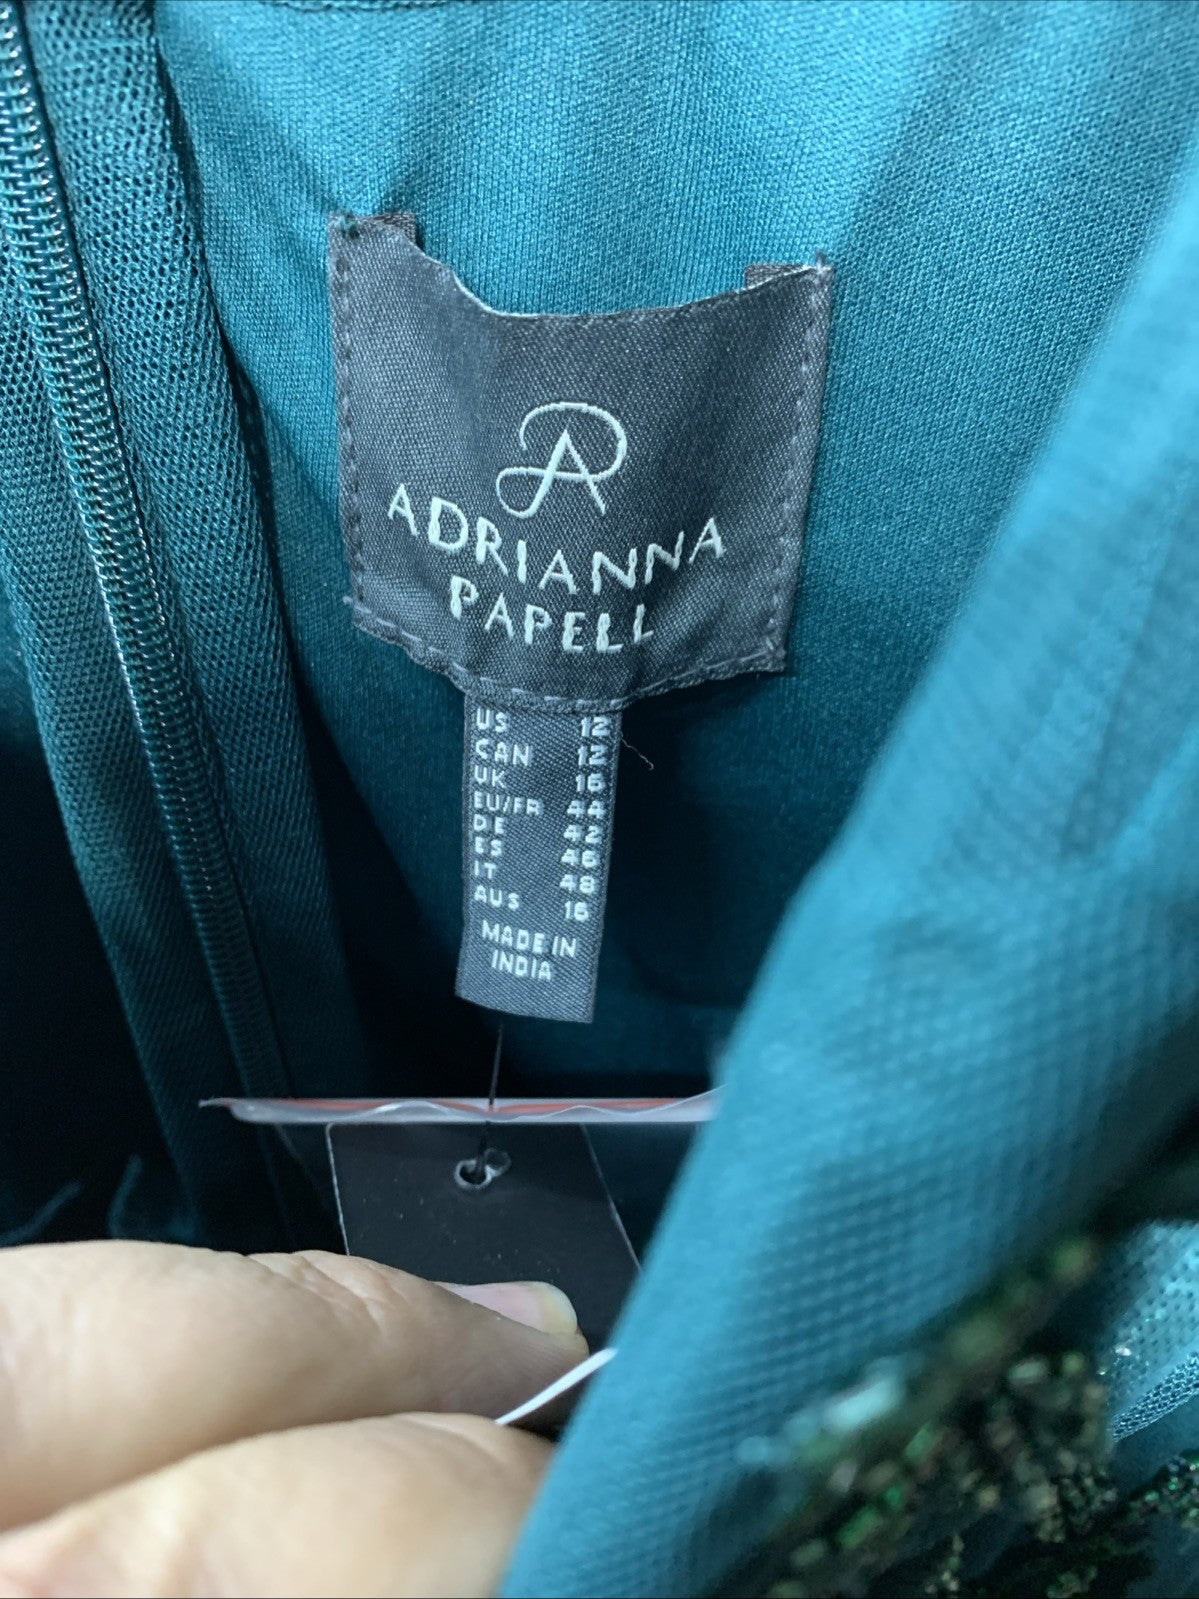 ADRIANNA
PAPELL
US 12
CAN 12
UK 16
EU/FR 44
DE 42
ES 46
IT 48
AUS 16
MADE IN
INDIA